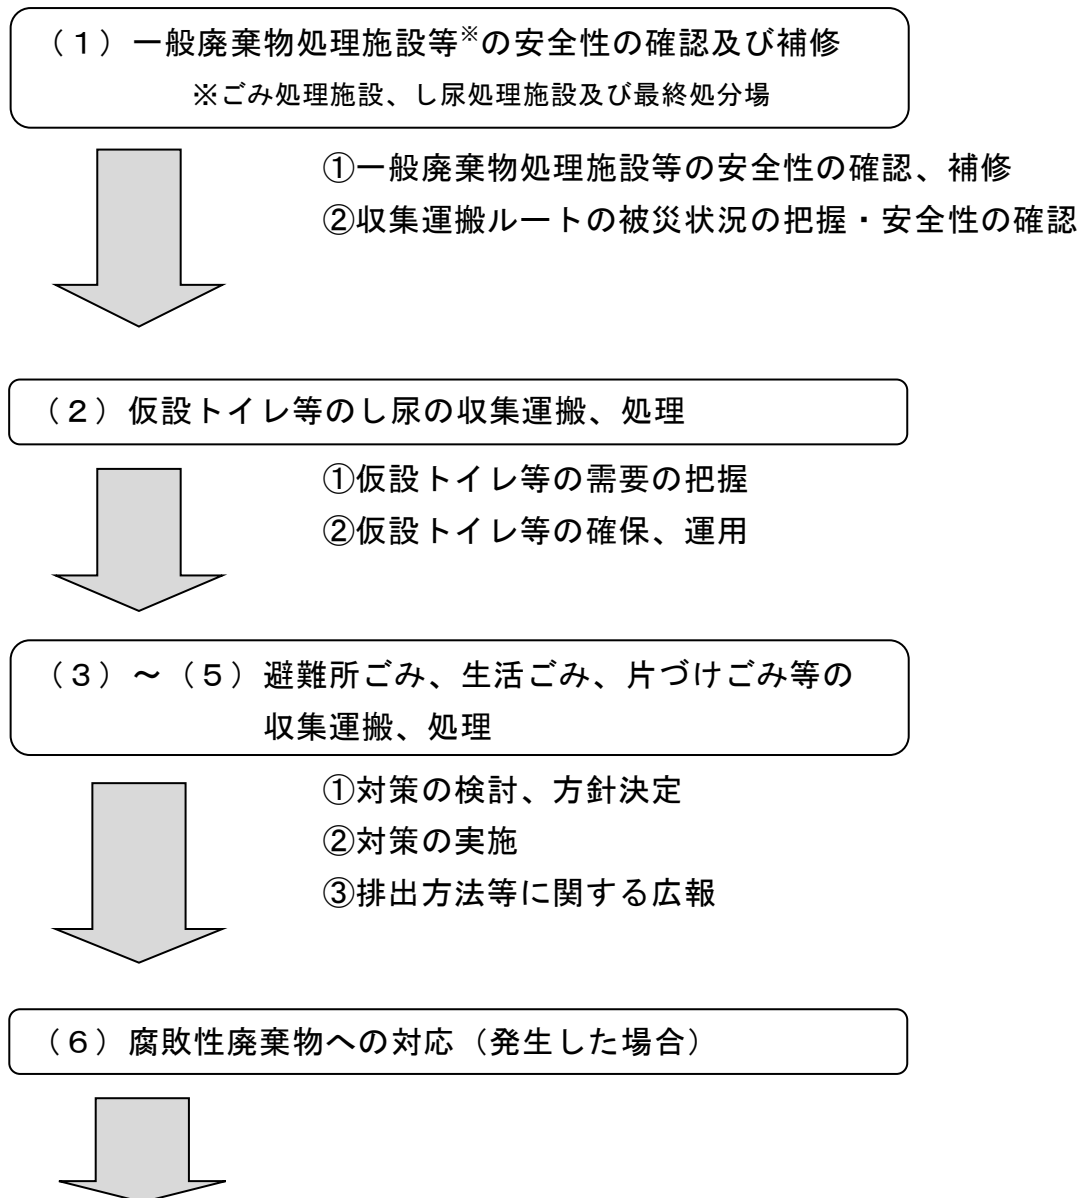 （１）一般廃棄物処理施設等※の安全性の確認及び補修
※ごみ処理施設、し尿処理施設及び最終処分場
①一般廃棄物処理施設等の安全性の確認、補修
②収集運搬ルートの被災状況の把握・安全性の確認
（２）仮設トイレ等のし尿の収集運搬、処理
①仮設トイレ等の需要の把握
②仮設トイレ等の確保、運用
（３）～（５）避難所ごみ、生活ごみ、片づけごみ等の
収集運搬、処理
①対策の検討、方針決定
②対策の実施
③排出方法等に関する広報
（６）腐敗性廃棄物への対応（発生した場合）